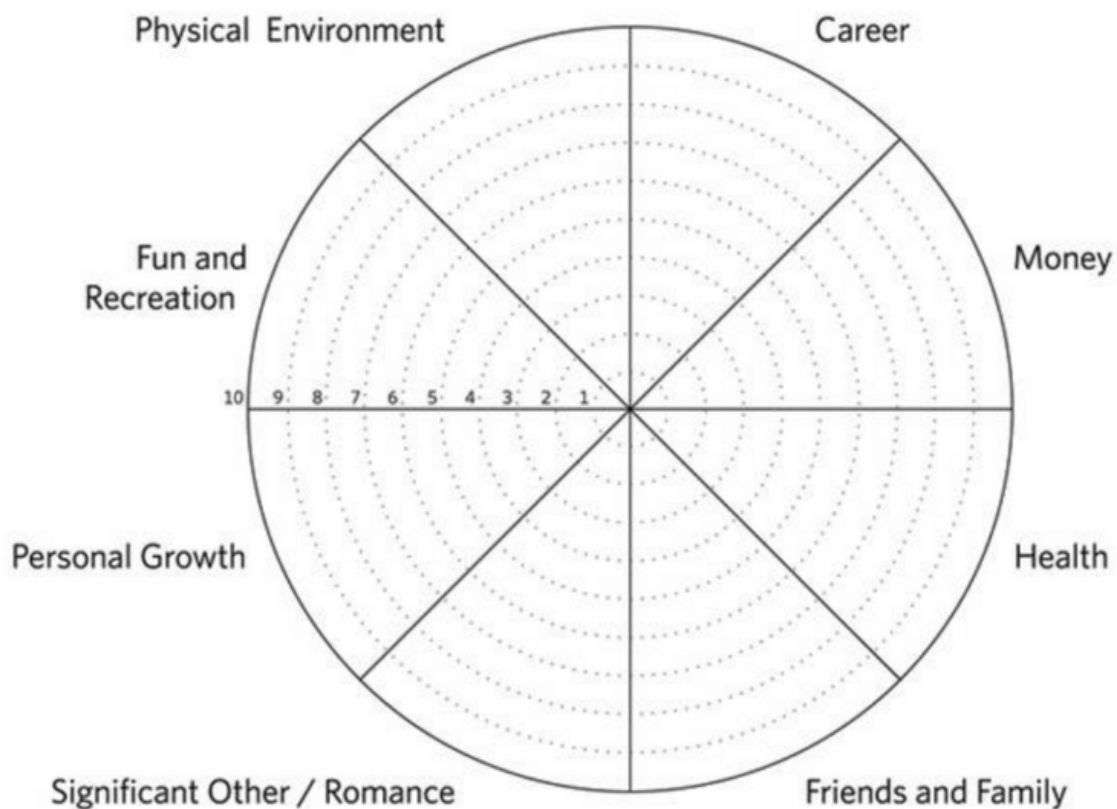 Physical Environment
Career
Fun and
Recreation
Money
10 9 8 7 6 5 4 3 2 1
Personal Growth
Health
Significant Other / Romance
Friends and Family